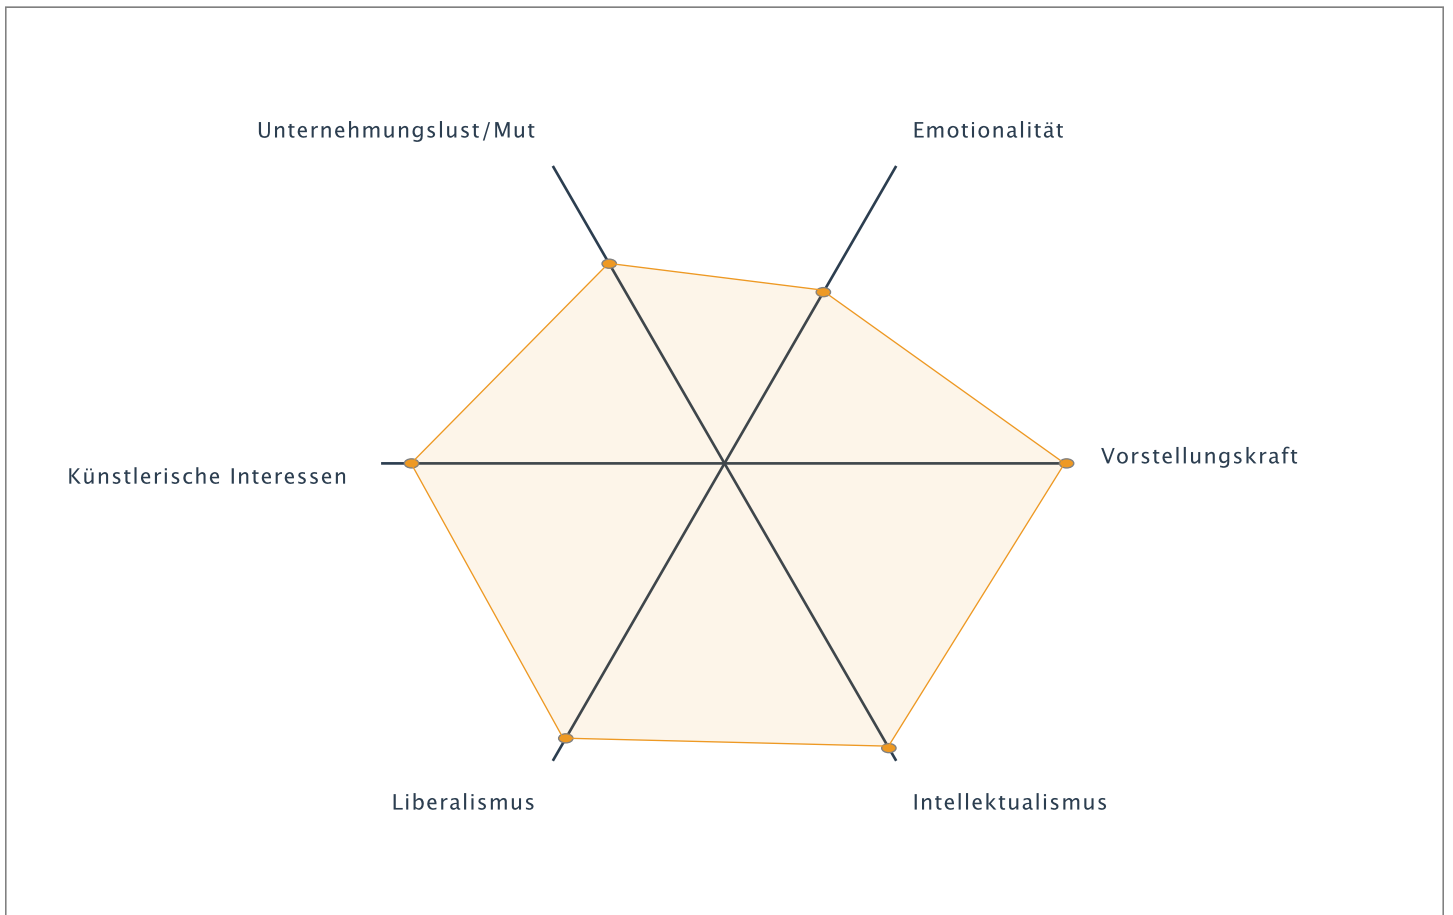 Unternehmungslust/Mut
Emotionalität
Vorstellungskraft
Künstlerische Interessen
Liberalismus
Intellektualismus